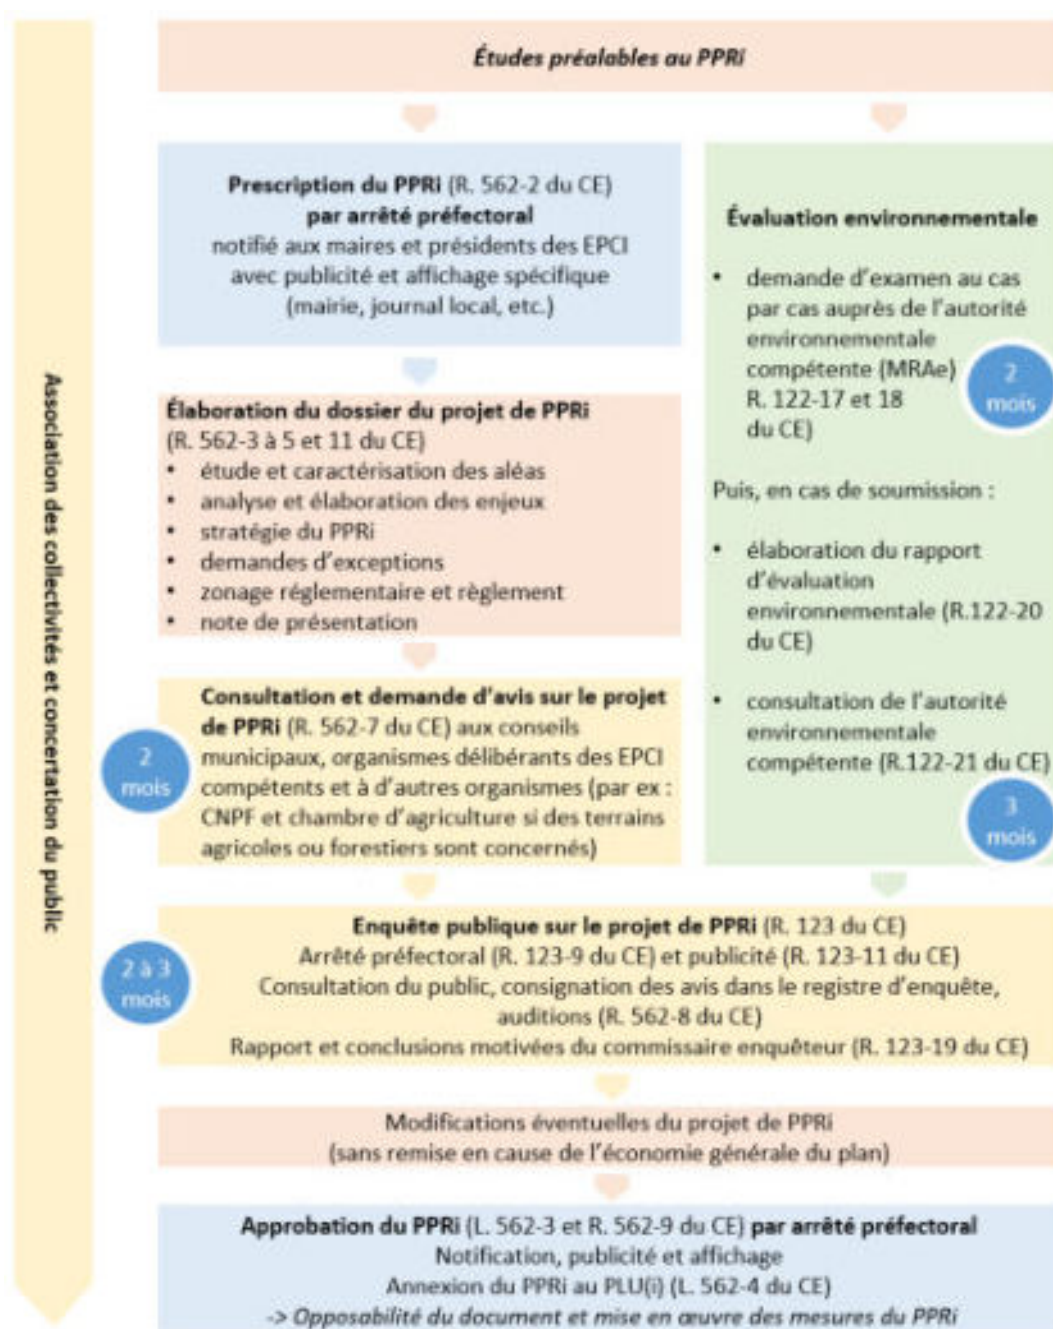 Études préalables au PPRi
Prescription du PPRi (R. 562-2 du CE)
par arrêté préfectoral
notifié aux maires et présidents des EPCI
avec publicité et affichage spécifique
(mairie, journal local, etc.)
Élaboration du dossier du projet de PPRi
(R. 562-3 à 5 et 11 du CE)
• étude et caractérisation des aléas
• analyse et élaboration des enjeux
• stratégie du PPRi
• demandes d'exceptions
• zonage réglementaire et règlement
• note de présentation
Consultation et demande d'avis sur le projet
de PPRi (R. 562-7 du CE) aux conseils
municipaux, organismes délibérants des EPCI
compétents et à d'autres organismes (par ex :
CNPF et chambre d'agriculture si des terrains
agricoles ou forestiers sont concernés)
2
mois
Évaluation environnementale
• demande d'examen au cas
par cas auprès de l'autorité
environnementale
compétente (MRAe)
R. 122-17 et 18
du CE)
2
mois
Puis, en cas de soumission :
• élaboration du rapport
d'évaluation
environnementale (R.122-20
du CE)
• consultation de l'autorité
environnementale
compétente (R.122-21 du CE)
3
mois
Enquête publique sur le projet de PPRi (R. 123 du CE)
Arrêté préfectoral (R. 123-9 du CE) et publicité (R. 123-11 du CE)
Consultation du public, consignation des avis dans le registre d'enquête,
auditions (R. 562-8 du CE)
Rapport et conclusions motivées du commissaire enquêteur (R. 123-19 du CE)
2 à 3
mois
Modifications éventuelles du projet de PPRi
(sans remise en cause de l'économie générale du plan)
Approbation du PPRi (L. 562-3 et R. 562-9 du CE) par arrêté préfectoral
Notification, publicité et affichage
Annexion du PPRi au PLU(i) (L. 562-4 du CE)
-> Opposabilité du document et mise en œuvre des mesures du PPRi
Association des collectivités et concertation du public